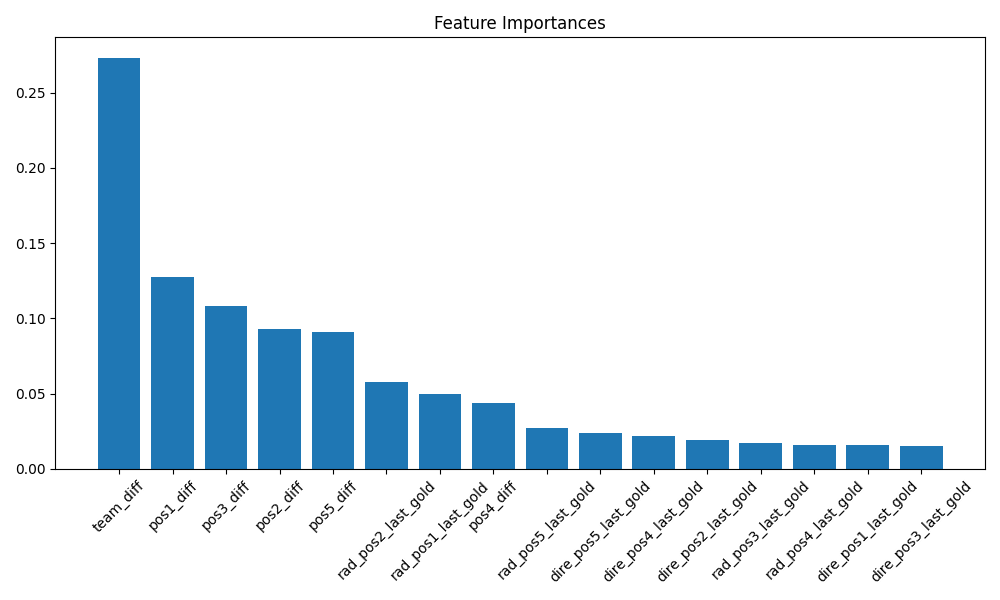 Feature Importances
0.25
0.20
0.15
0.10
0.05
0.00
team_diff
pos1_diff
pos3_diff
pos2_diff
pos5_diff
rad_pos2_last_gold
rad_pos1_last_gold
pos4_diff
rad_pos5_last_gold
dire_pos5_last_gold
dire_pos4_last_gold
dire_pos2_last_gold
rad_pos3_last_gold
rad_pos4_last_gold
dire_pos1_last_gold
dire_pos3_last_gold